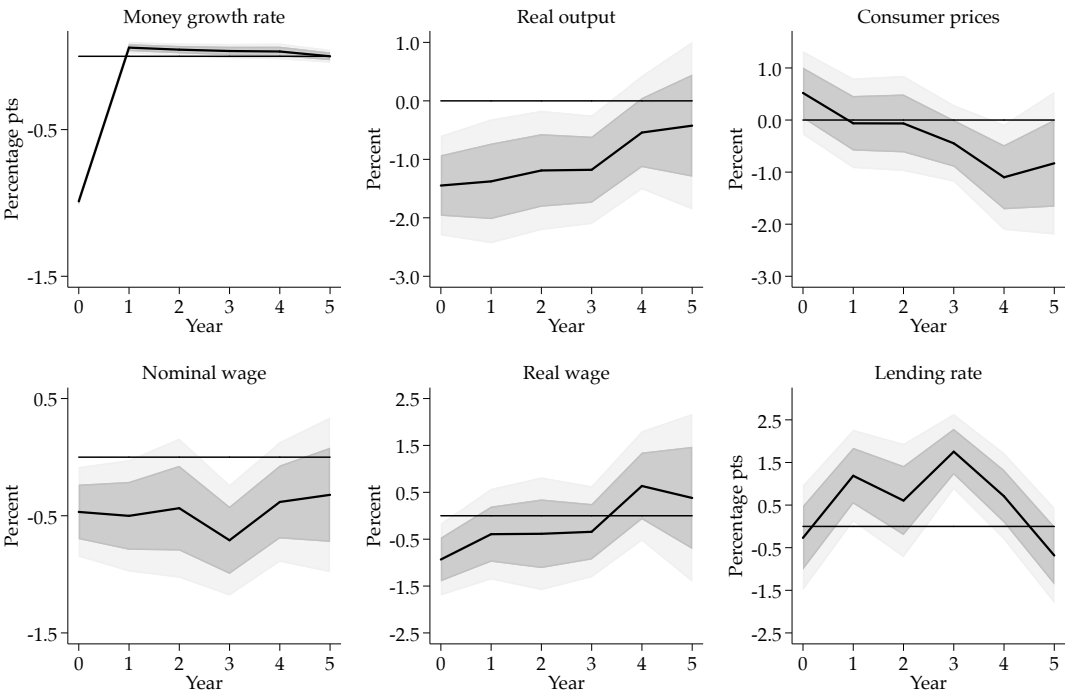 Money growth rate
Percentage pts
-0.5
-1.5
0 1 2 3 4 5
Year
Real output
Percent
1.0
0.0
-1.0
-2.0
-3.0
0 1 2 3 4 5
Year
Consumer prices
Percent
1.0
0.0
-1.0
-2.0
-3.0
0 1 2 3 4 5
Year
Nominal wage
Percent
0.5
-0.5
-1.5
0 1 2 3 4 5
Year
Real wage
Percent
2.5
1.5
0.5
-0.5
-1.5
-2.5
0 1 2 3 4 5
Year
Lending rate
Percentage pts
2.5
1.5
0.5
-0.5
-1.5
-2.5
0 1 2 3 4 5
Year